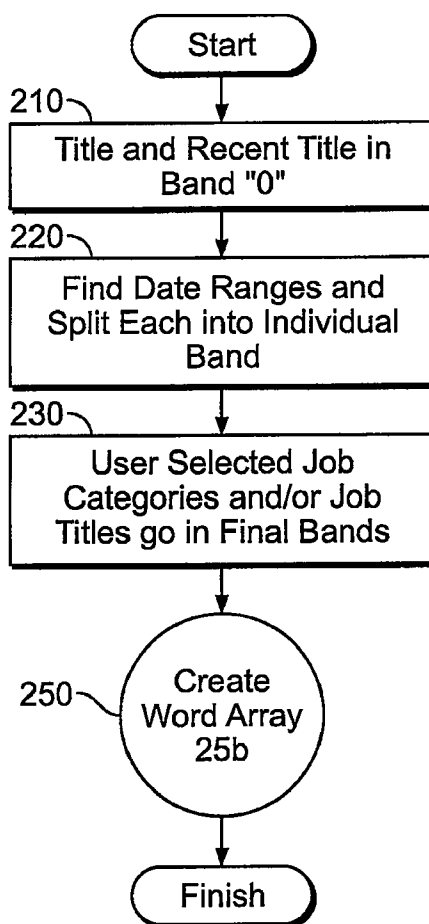 Start
210
Title and Recent Title in
Band "0"
220
Find Date Ranges and
Split Each into Individual
Band
230
User Selected Job
Categories and/or Job
Titles go in Final Bands
250
Create
Word Array
25b
Finish